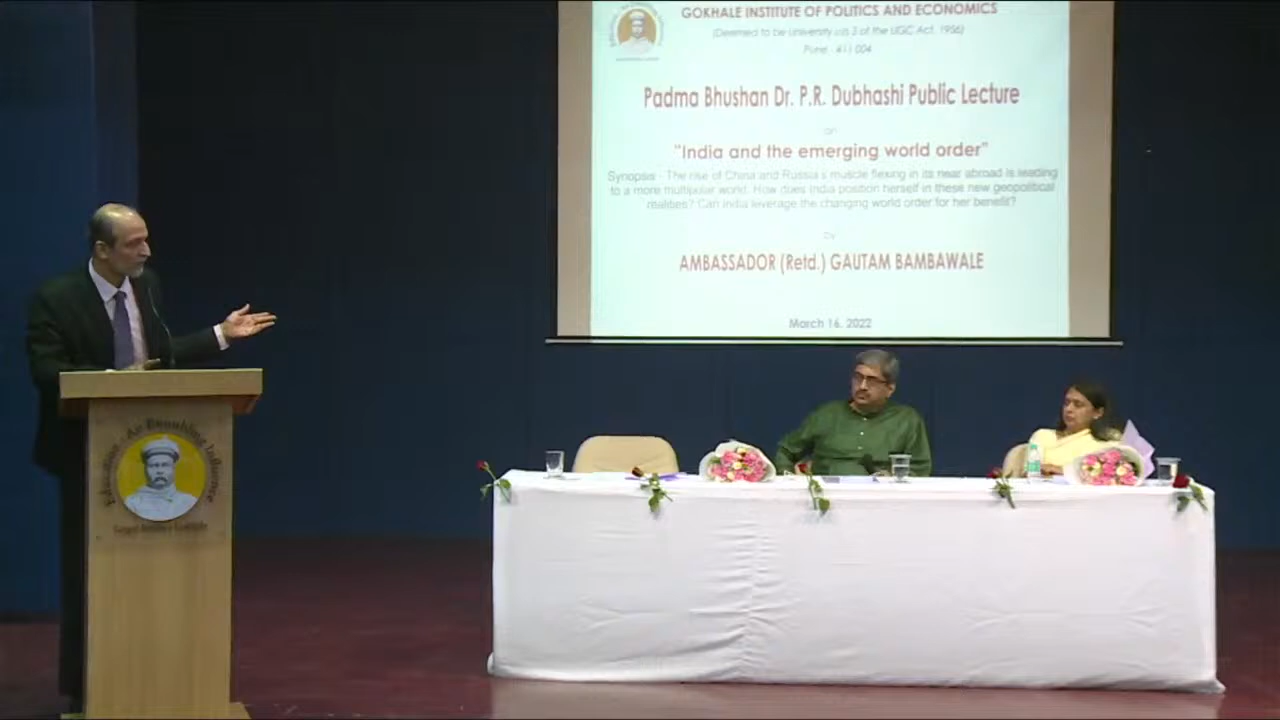 GOKHALE INSTITUTE OF POLITICS AND ECONOMICS
(Deemed to be University u/s 3 of the UGC Act, 1956)
Pune - 411 004
Padma Bhushan Dr. P.R. Dubhashi Public Lecture
on
"India and the emerging world order"
Synopsis - The rise of China and Russia's muscle flexing in its near abroad is leading
to a more multipolar world. How does India position herself in these new geopolitical
realities? Can India leverage the changing world order for her benefit?
by
AMBASSADOR (Retd.) GAUTAM BAMBAWALE
March 16, 2022
Education - An Ennobling Influence